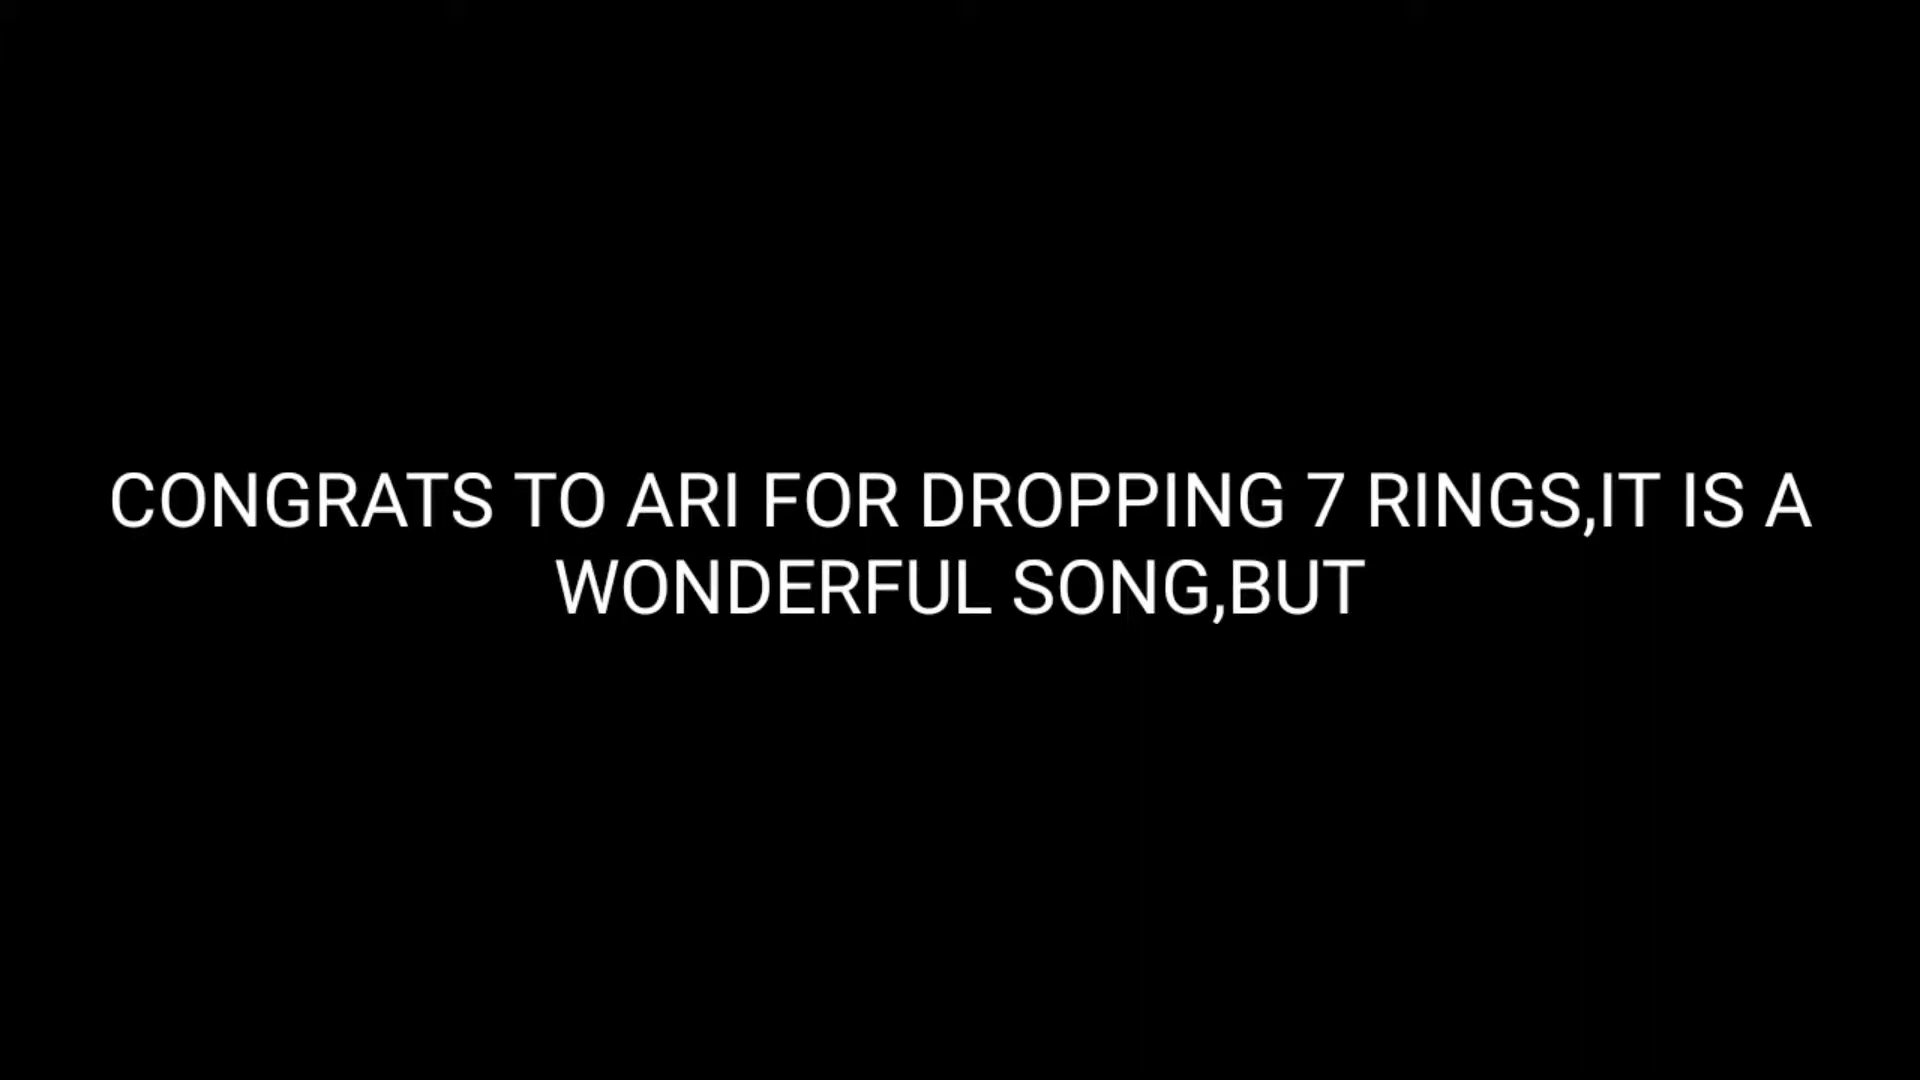 CONGRATS TO ARI FOR DROPPING 7 RINGS,IT IS A
WONDERFUL SONG,BUT